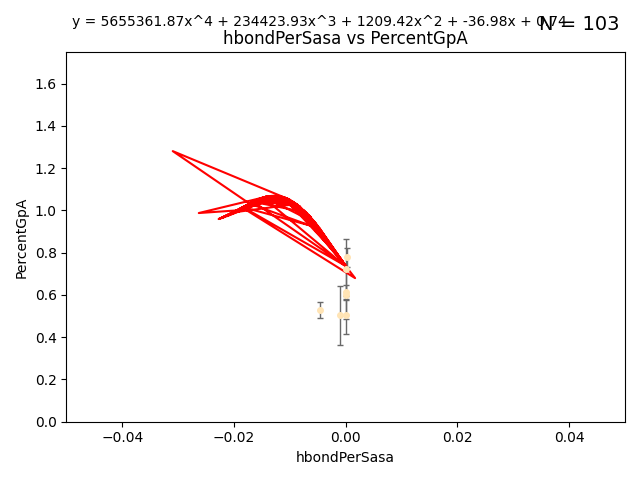 y = 5655361.87x^4 + 234423.93x^3 + 1209.42x^2 + -36.98x + 0.74
N = 103
hbondPerSasa vs PercentGpA
PercentGpA
1.6
1.4
1.2
1.0
0.8
0.6
0.4
0.2
0.0
−0.04
−0.02
0.00
0.02
0.04
hbondPerSasa